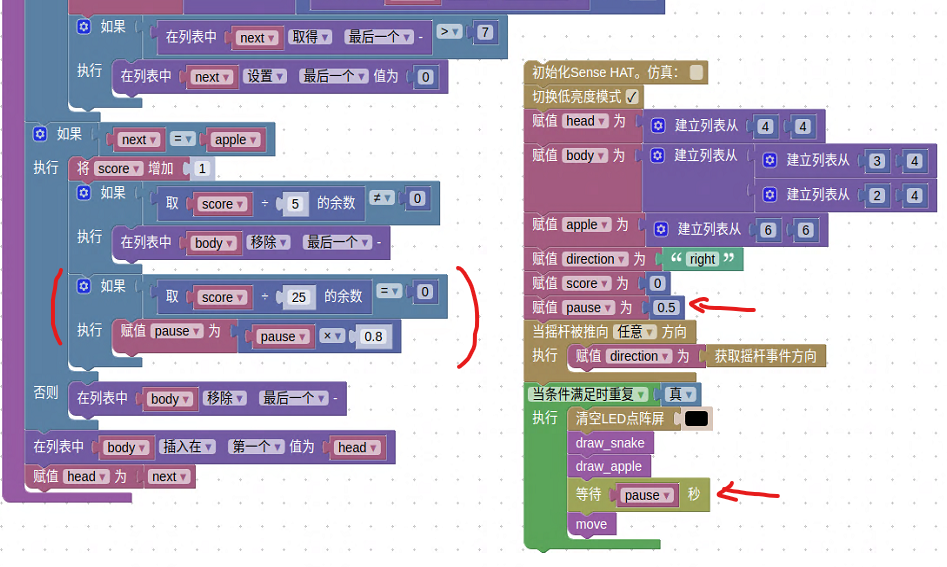 如果 在列表中 next 取得 最后一个 - > 7
执行 在列表中 next 设置 最后一个 值为 0
如果 next = apple
执行 将 score 增加 1
如果 取 score ÷ 5 的余数 ≠ 0
执行 在列表中 body 移除 最后一个 -
如果 取 score ÷ 25 的余数 = 0
执行 赋值 pause 为 pause × 0.8
否则 在列表中 body 移除 最后一个 -
在列表中 body 插入在 第一个 值为 head
赋值 head 为 next
初始化Sense HAT。仿真：
切换低亮度模式 ✓
赋值 head 为 建立列表从 4 4
赋值 body 为 建立列表从 建立列表从 3 4
建立列表从 2 4
赋值 apple 为 建立列表从 6 6
赋值 direction 为 “ right ”
赋值 score 为 0
赋值 pause 为 0.5
当摇杆被推向 任意 方向
执行 赋值 direction 为 获取摇杆事件方向
当条件满足时重复 真
执行 清空LED点阵屏
draw_snake
draw_apple
等待 pause 秒
move